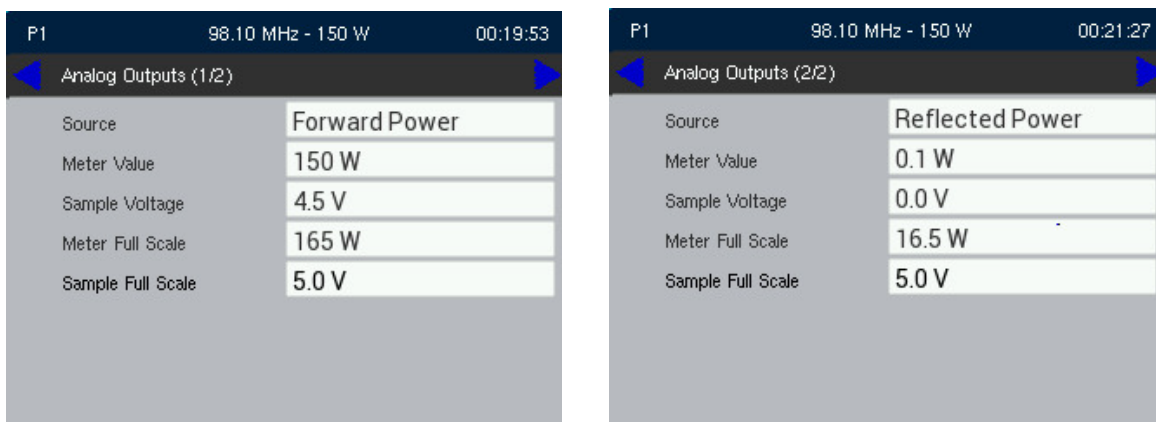 P1 98.10 MHz - 150 W 00:19:53
Analog Outputs (1/2)
Source Forward Power
Meter Value 150 W
Sample Voltage 4.5 V
Meter Full Scale 165 W
Sample Full Scale 5.0 V
P1 98.10 MHz - 150 W 00:21:27
Analog Outputs (2/2)
Source Reflected Power
Meter Value 0.1 W
Sample Voltage 0.0 V
Meter Full Scale 16.5 W
Sample Full Scale 5.0 V